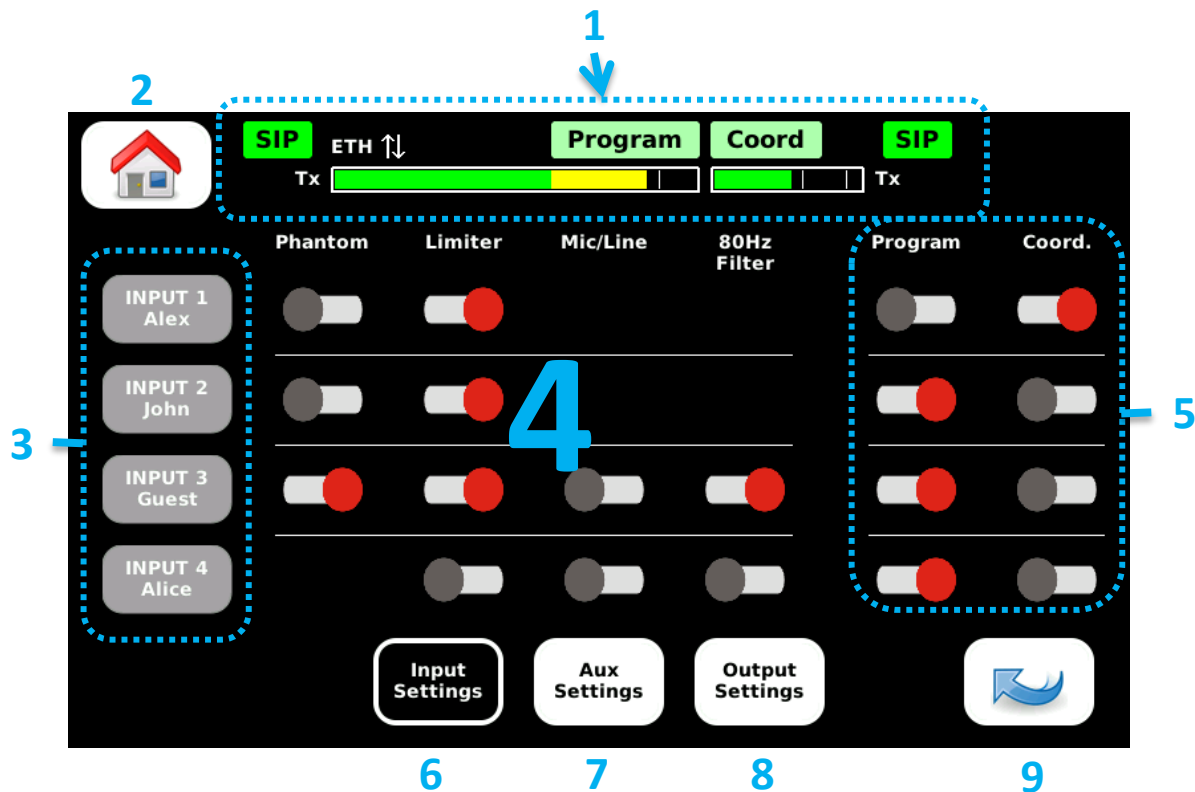 1
2
SIP
ETH
Program
Coord
SIP
Tx
Tx
Phantom
Limiter
Mic/Line
80Hz
Filter
Program
Coord.
INPUT 1
Alex
INPUT 2
John
4
3
5
INPUT 3
Guest
INPUT 4
Alice
Input
Settings
Aux
Settings
Output
Settings
6
7
8
9